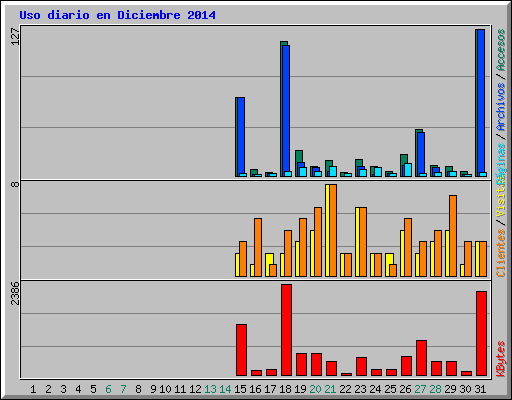 Uso diario en Diciembre 2014
127
8
2386
Clientes / Visitas
Páginas / Archivos / Accesos
KBytes
1 2 3 4 5 6 7 8 9 10 11 12 13 14 15 16 17 18 19 20 21 22 23 24 25 26 27 28 29 30 31